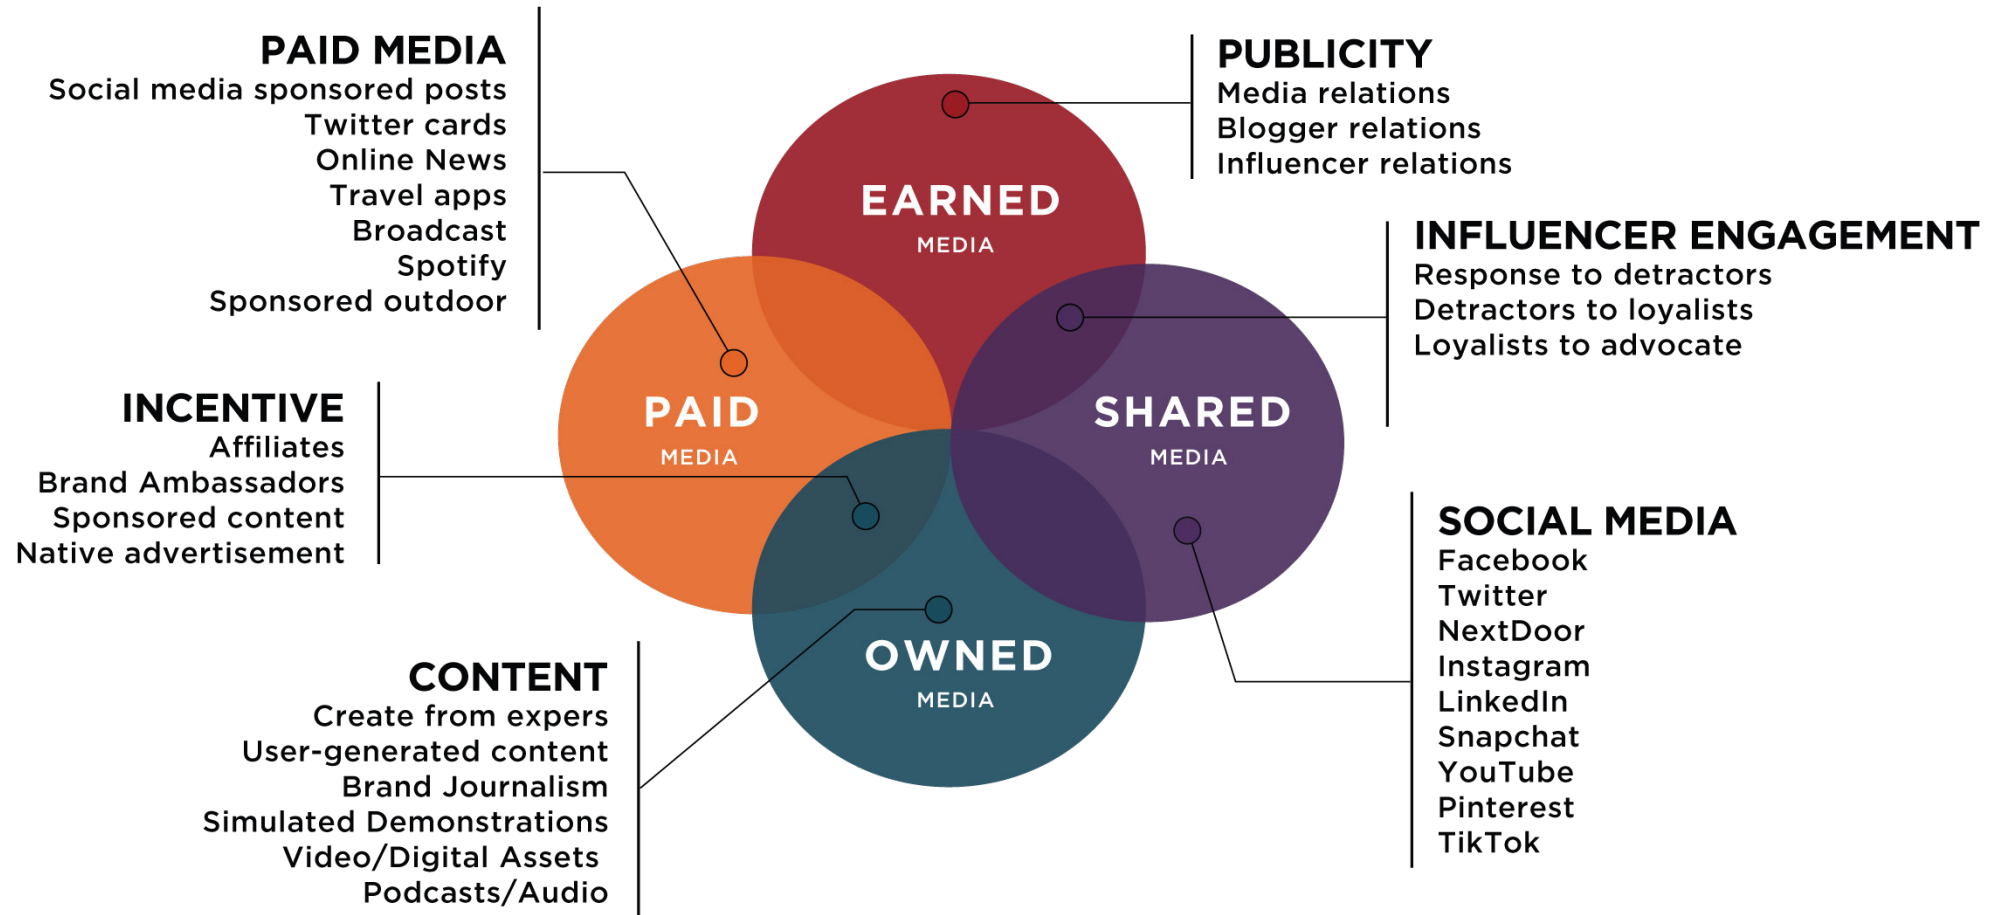 PAID MEDIA
Social media sponsored posts
Twitter cards
Online News
Travel apps
Broadcast
Spotify
Sponsored outdoor
PUBLICITY
Media relations
Blogger relations
Influencer relations
EARNED
MEDIA
INFLUENCER ENGAGEMENT
Response to detractors
Detractors to loyalists
Loyalists to advocate
INCENTIVE
Affiliates
Brand Ambassadors
Sponsored content
Native advertisement
PAID
MEDIA
SHARED
MEDIA
SOCIAL MEDIA
Facebook
Twitter
NextDoor
Instagram
LinkedIn
Snapchat
YouTube
Pinterest
TikTok
OWNED
MEDIA
CONTENT
Create from expers
User-generated content
Brand Journalism
Simulated Demonstrations
Video/Digital Assets
Podcasts/Audio